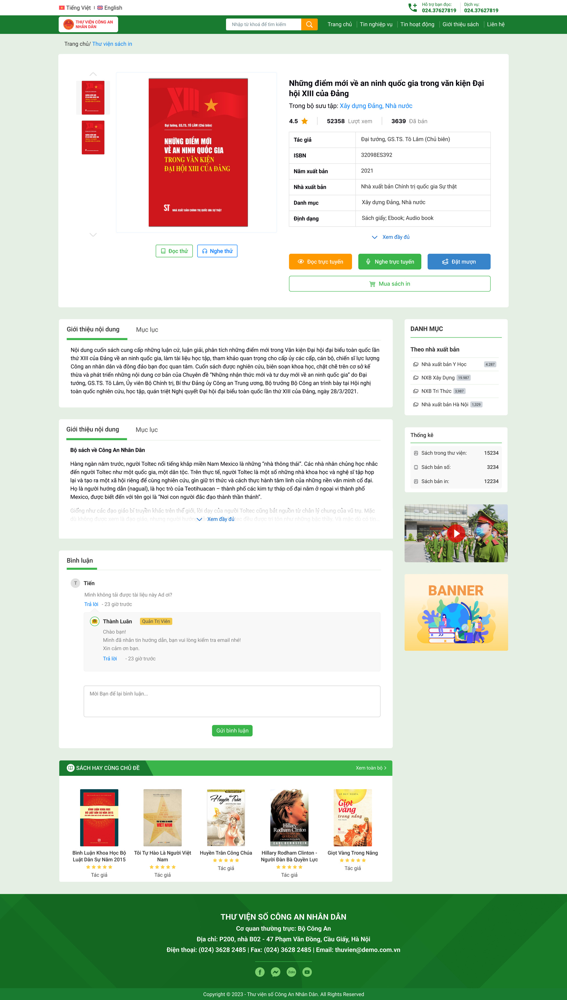 Tiếng Việt | English
Hỗ trợ bạn đọc:
024.37627819
Dịch vụ:
024.37627819
THƯ VIỆN CÔNG AN
NHÂN DÂN
Nhập từ khoá để tìm kiếm
Trang chủ | Tin nghiệp vụ | Tin hoạt động | Giới thiệu sách | Liên hệ
Trang chủ/ Thư viện sách in
XIII
Đại tướng, GS.TS. TÔ LÂM (Chủ biên)
NHỮNG ĐIỂM MỚI
VỀ AN NINH QUỐC GIA
TRONG VĂN KIỆN
ĐẠI HỘI XIII CỦA ĐẢNG
ST NHÀ XUẤT BẢN CHÍNH TRỊ QUỐC GIA SỰ THẬT
Đọc thử
Nghe thử
Những điểm mới về an ninh quốc gia trong văn kiện Đại
hội XIII của Đảng
Trong bộ sưu tập: Xây dựng Đảng, Nhà nước
4.5 52358 Lượt xem 3639 Đã bán
Tác giả Đại tướng, GS.TS. Tô Lâm (Chủ biên)
ISBN 32098ES392
Năm xuất bản 2021
Nhà xuất bản Nhà xuất bản Chính trị quốc gia Sự thật
Danh mục Xây dựng Đảng, Nhà nước
Định dạng Sách giấy; Ebook; Audio book
Xem đầy đủ
Đọc trực tuyến
Nghe trực tuyến
Đặt mượn
Mua sách in
Giới thiệu nội dung Mục lục
Nội dung cuốn sách cung cấp những luận cứ, luận giải, phân tích những điểm mới trong Văn kiện Đại hội đại biểu toàn quốc lần
thứ XIII của Đảng về an ninh quốc gia, làm tài liệu học tập, tham khảo quan trọng cho cấp ủy các cấp, cán bộ, chiến sĩ lực lượng
Công an nhân dân và đông đảo bạn đọc quan tâm. Cuốn sách được nghiên cứu, biên soạn khoa học, chặt chẽ trên cơ sở kế
thừa và phát triển những nội dung cơ bản của Chuyên đề “Những nhận thức mới và tư duy mới về an ninh quốc gia” do Đại
tướng, GS.TS. Tô Lâm, Ủy viên Bộ Chính trị, Bí thư Đảng ủy Công an Trung ương, Bộ trưởng Bộ Công an trình bày tại Hội nghị
toàn quốc nghiên cứu, học tập, quán triệt Nghị quyết Đại hội đại biểu toàn quốc lần thứ XIII của Đảng, ngày 28/3/2021.
Giới thiệu nội dung Mục lục
Bộ sách về Công An Nhân Dân
Hàng ngàn năm trước, người Toltec nổi tiếng khắp miền Nam Mexico là những “nhà thông thái”. Các nhà nhân chủng học nhắc
đến người Toltec như một quốc gia, một dân tộc. Trên thực tế, người Toltec là một số những nhà khoa học và nghệ sĩ tập họp
lại và tạo ra một xã hội riêng để cùng nghiên cứu, gìn giữ tri thức và cách thực hành tâm linh của những nền văn minh cổ đại.
Họ là người hướng dẫn (nagual), là học trò của Teotihuacan – thành phố các kim tự tháp cổ đại nằm ở ngoại vi thành phố
Mexico, được biết đến với tên gọi là “Nơi con người đắc đạo thành thần thánh”.
Giống như các đạo giáo bí truyền khác trên thế giới, lời dạy của người Toltec cũng bắt nguồn từ chân lý chung của vũ trụ. Mặc
dù không được xem là đạo giáo, nhưng người hướng tec đều được tri tôn như những bậc thầy. Và mặc dù có tin...
Xem đầy đủ
Bình luận
T Tiến
Mình không tải được tài liệu này Ad ơi?
Trả lời - 23 giờ trước
Thành Luân Quản Trị Viên
Chào bạn!
Mình đã nhắn tin hướng dẫn, bạn vui lòng kiểm tra email nhé!
Xin cảm ơn bạn.
Trả lời - 23 giờ trước
Mời Bạn để lại bình luận...
Gửi bình luận
DANH MỤC
Theo nhà xuất bản
Nhà xuất bản Y Học 4.287
NXB Xây Dựng 19.987
NXB Tri Thức 3,987
Nhà xuất bản Hà Nội 1,329
Thống kê
Sách trong thư viện: 15234
Sách bản số: 3234
Sách bản in: 12234
BANNER
SÁCH HAY CÙNG CHỦ ĐỀ
Xem toàn bộ
BÌNH LUẬN KHOA HỌC
BỘ LUẬT DÂN SỰ NĂM 2015
TÔI TỰ HÀO LÀ NGƯỜI
VIỆT NAM
Huyền Trân
Hillary
Rodham Clinton
NGƯỜI ĐÀN BÀ
QUYỀN LỰC
A WOMAN IN CHARGE
CARL BERNSTEIN
LÊ DUY NGHĨA
Giọt
vàng
trong nắng
Bình Luận Khoa Học Bộ
Luật Dân Sự Năm 2015
Tác giả
Tôi Tự Hào Là Người Việt
Nam
Tác giả
Huyền Trân Công Chúa
Tác giả
Hillary Rodham Clinton -
Người Đàn Bà Quyền Lực
Tác giả
Giọt Vàng Trong Nắng
Tác giả
THƯ VIỆN SỐ CÔNG AN NHÂN DÂN
Cơ quan thường trực: Bộ Công An
Địa chỉ: P200, nhà B02 - 47 Phạm Văn Đồng, Cầu Giấy, Hà Nội
Điện thoại: (024) 3628 2485 | Fax: (024) 3628 2485 | Email: thuvien@demo.com.vn
Zalo
Copyright © 2023 - Thư viện số Công An Nhân Dân. All Rights Reserved